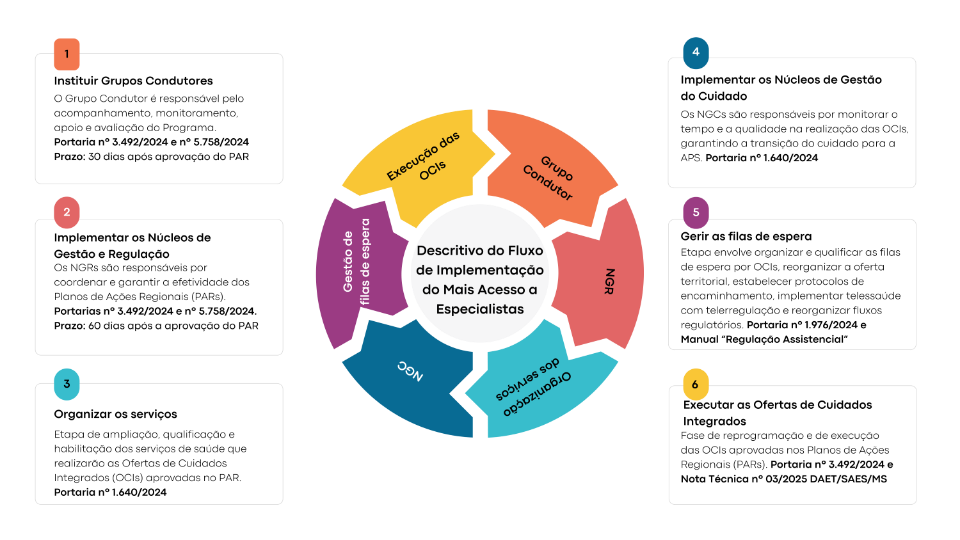 1
Instituir Grupos Condutores
O Grupo Condutor é responsável pelo
acompanhamento, monitoramento,
apoio e avaliação do Programa.
Portaria nº 3.492/2024 e nº 5.758/2024
Prazo: 30 dias após aprovação do PAR
2
Implementar os Núcleos de
Gestão e Regulação
Os NGRs são responsáveis por
coordenar e garantir a efetividade dos
Planos de Ações Regionais (PARs).
Portarias nº 3.492/2024 e nº 5.758/2024.
Prazo: 60 dias após a aprovação do PAR
3
Organizar os serviços
Etapa de ampliação, qualificação e
habilitação dos serviços de saúde que
realizarão as Ofertas de Cuidados
Integrados (OCIs) aprovadas no PAR.
Portaria nº 1.640/2024
Execução das
OCIs
Grupo
Condutor
NGR
Organização
dos serviços
NGC
Gestão de
filas de espera
Descritivo do Fluxo
de Implementação
do Mais Acesso a
Especialistas
4
Implementar os Núcleos de Gestão
do Cuidado
Os NGCs são responsáveis por monitorar o
tempo e a qualidade na realização das OCIs,
garantindo a transição do cuidado para a
APS. Portaria nº 1.640/2024
5
Gerir as filas de espera
Etapa envolve organizar e qualificar as filas
de espera por OCIs, reorganizar a oferta
territorial, estabelecer protocolos de
encaminhamento, implementar telessaúde
com telerregulação e reorganizar fluxos
regulatórios. Portaria nº 1.976/2024 e
Manual “Regulação Assistencial”
6
Executar as Ofertas de Cuidados
Integrados
Fase de reprogramação e de execução
das OCIs aprovadas nos Planos de Ações
Regionais (PARs). Portaria nº 3.492/2024 e
Nota Técnica nº 03/2025 DAET/SAES/MS